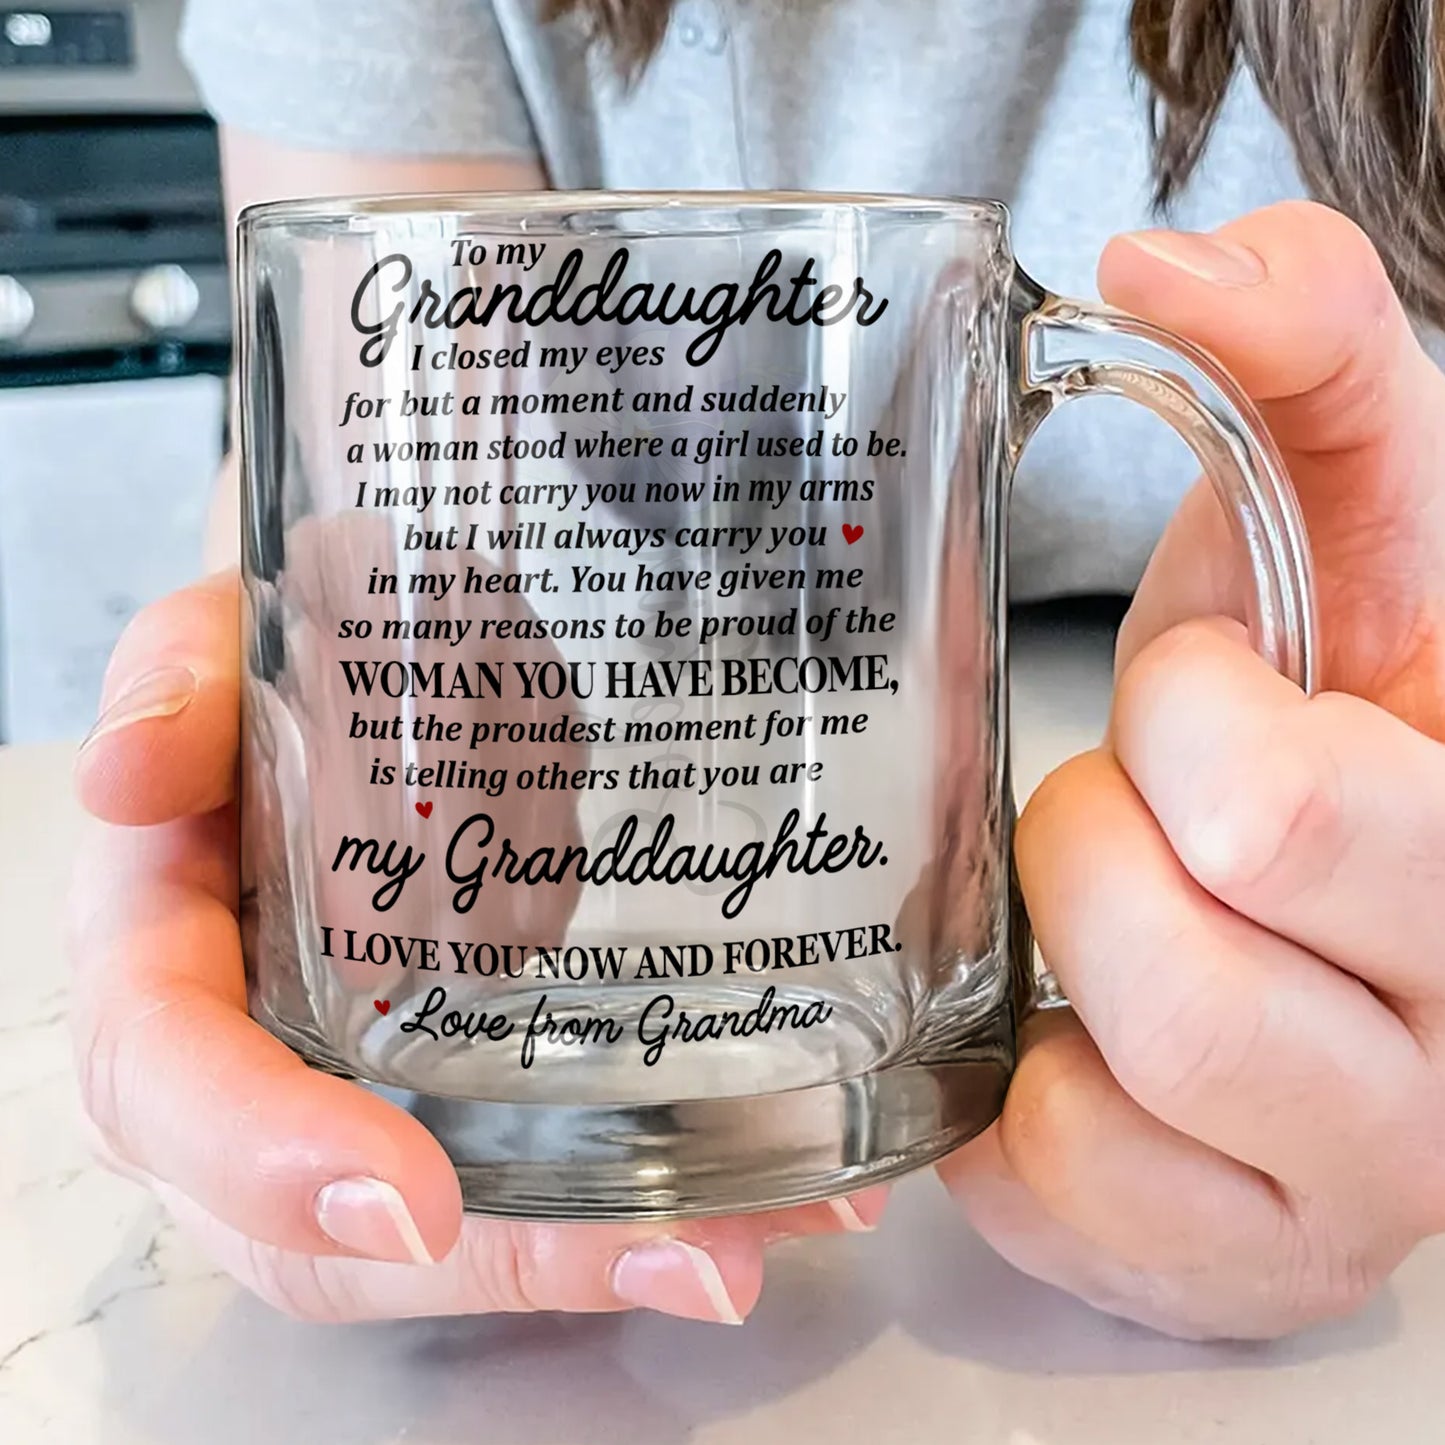 To my
Granddaughter
I closed my eyes
for but a moment and suddenly
a woman stood where a girl used to be.
I may not carry you now in my arms
but I will always carry you
in my heart. You have given me
so many reasons to be proud of the
WOMAN YOU HAVE BECOME,
but the proudest moment for me
is telling others that you are
my Granddaughter.
I LOVE YOU NOW AND FOREVER.
Love from Grandma